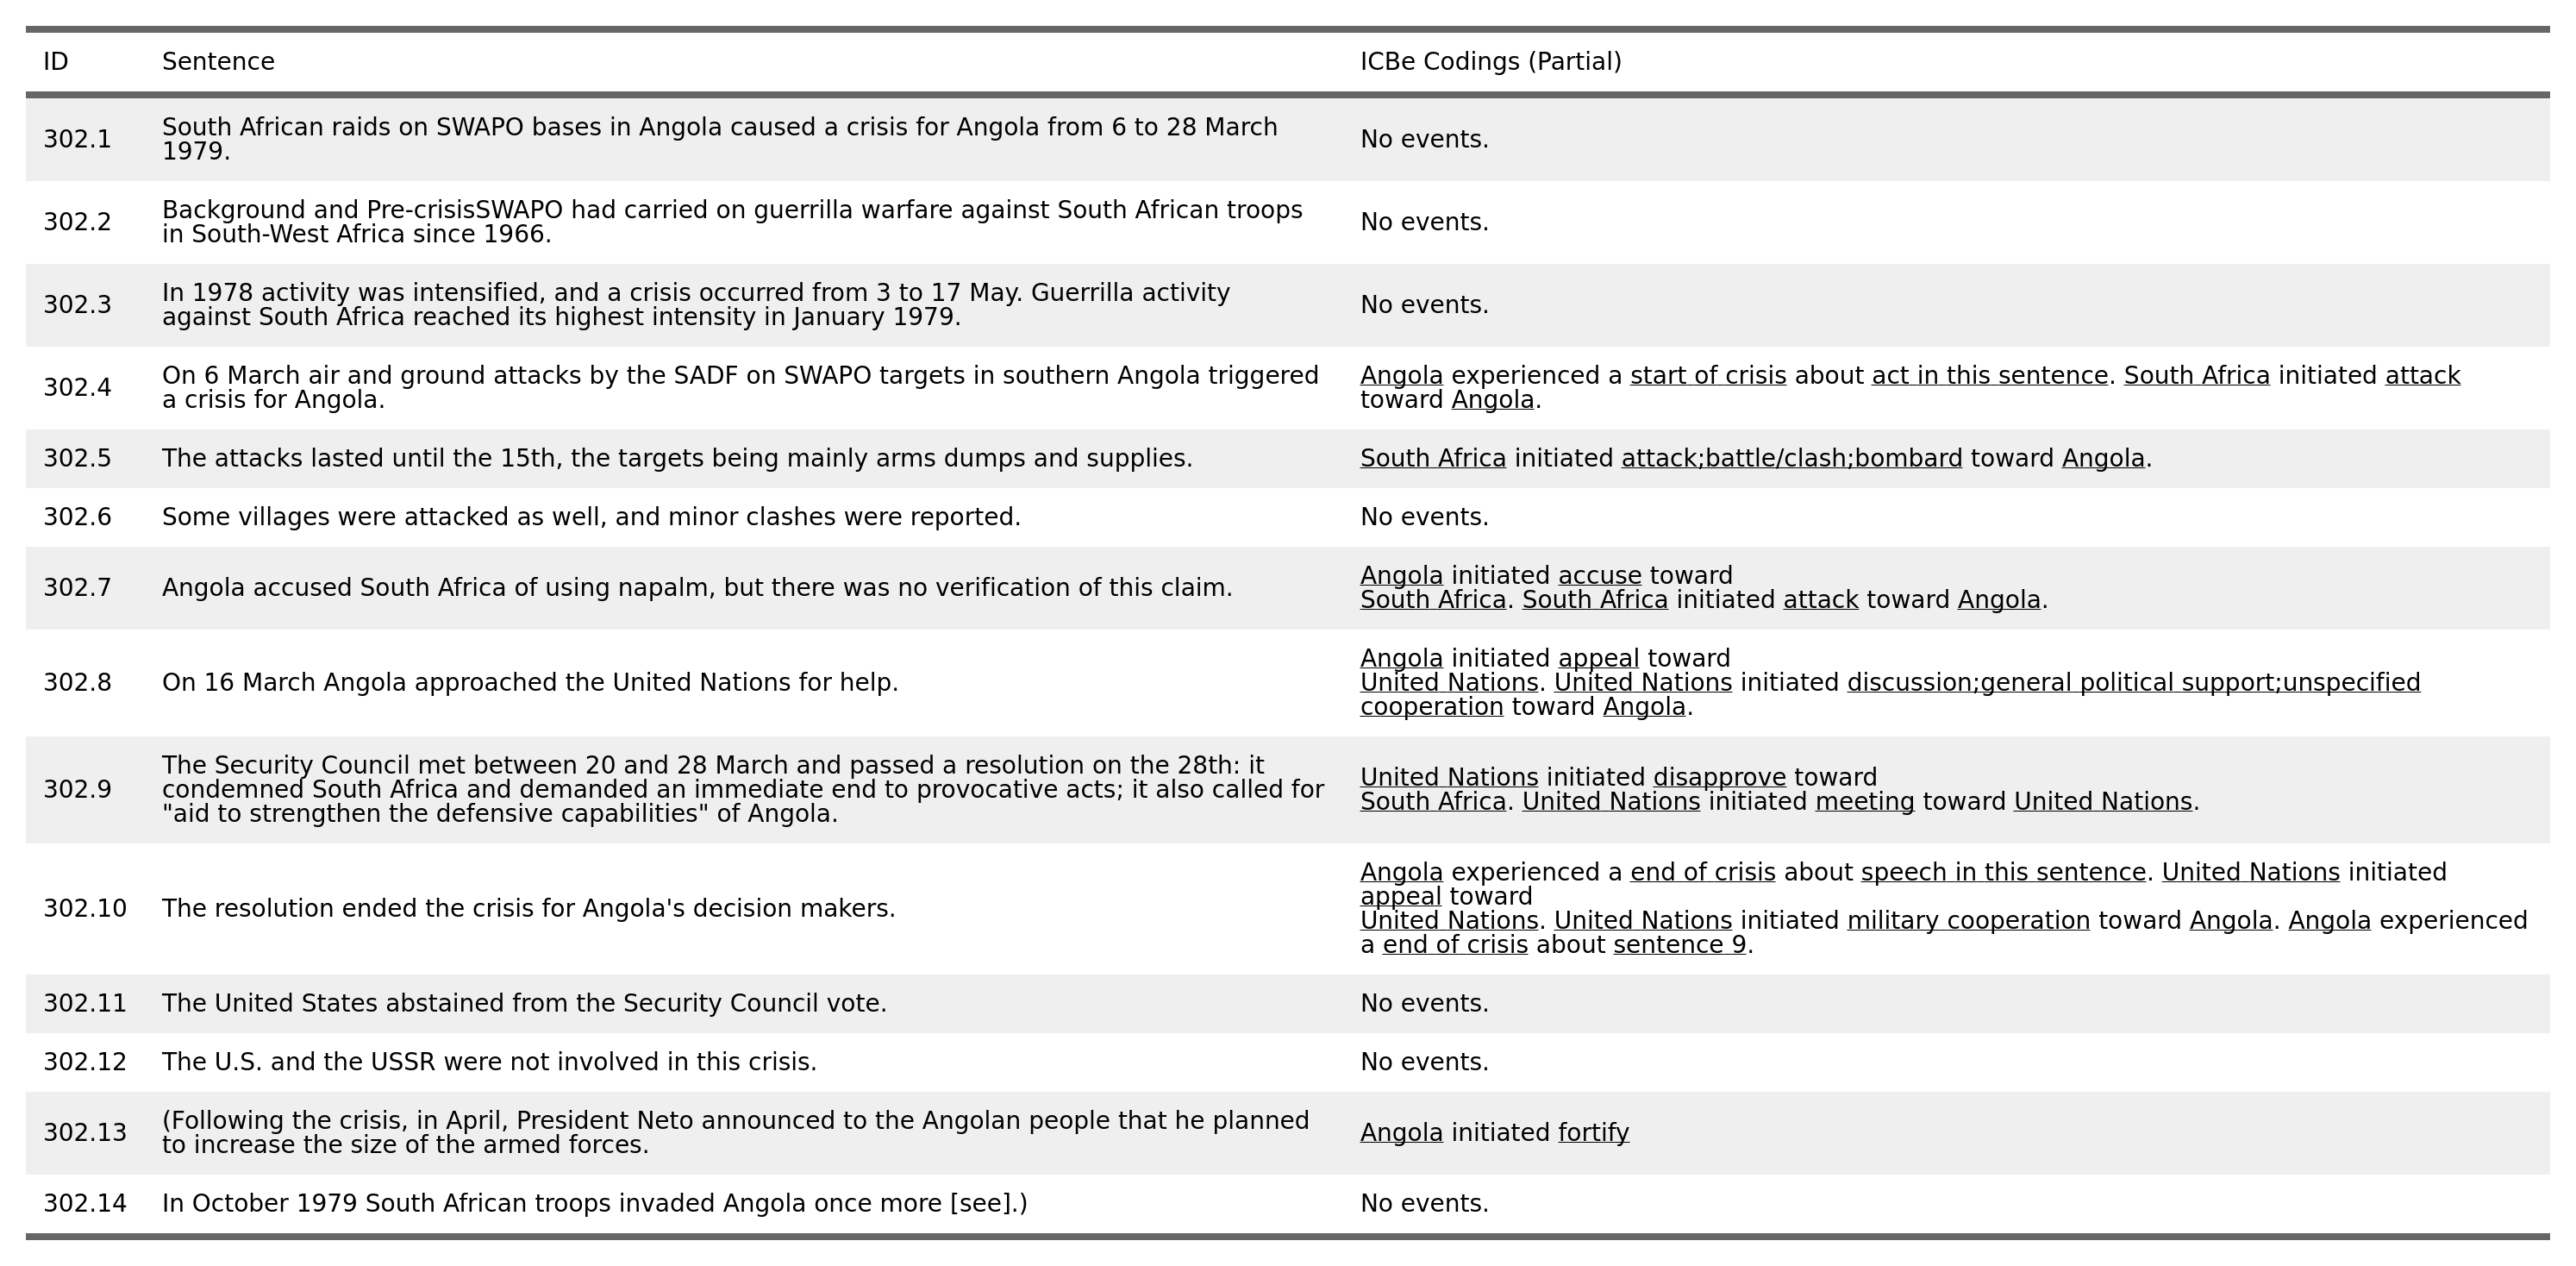 ID Sentence ICBe Codings (Partial)
302.1 South African raids on SWAPO bases in Angola caused a crisis for Angola from 6 to 28 March
1979. No events.
302.2 Background and Pre-crisisSWAPO had carried on guerrilla warfare against South African troops
in South-West Africa since 1966. No events.
302.3 In 1978 activity was intensified, and a crisis occurred from 3 to 17 May. Guerrilla activity
against South Africa reached its highest intensity in January 1979. No events.
302.4 On 6 March air and ground attacks by the SADF on SWAPO targets in southern Angola triggered
a crisis for Angola.
Angola experienced a start of crisis about act in this sentence. South Africa initiated attack
toward Angola.
302.5 The attacks lasted until the 15th, the targets being mainly arms dumps and supplies. South Africa initiated attack;battle/clash;bombard toward Angola.
302.6 Some villages were attacked as well, and minor clashes were reported. No events.
302.7 Angola accused South Africa of using napalm, but there was no verification of this claim.
Angola initiated accuse toward
South Africa. South Africa initiated attack toward Angola.
302.8 On 16 March Angola approached the United Nations for help.
Angola initiated appeal toward
United Nations. United Nations initiated discussion;general political support;unspecified
cooperation toward Angola.
302.9 The Security Council met between 20 and 28 March and passed a resolution on the 28th: it
condemned South Africa and demanded an immediate end to provocative acts; it also called for
"aid to strengthen the defensive capabilities" of Angola.
United Nations initiated disapprove toward
South Africa. United Nations initiated meeting toward United Nations.
302.10 The resolution ended the crisis for Angola's decision makers.
Angola experienced a end of crisis about speech in this sentence. United Nations initiated
appeal toward
United Nations. United Nations initiated military cooperation toward Angola. Angola experienced
a end of crisis about sentence 9.
302.11 The United States abstained from the Security Council vote. No events.
302.12 The U.S. and the USSR were not involved in this crisis. No events.
302.13 (Following the crisis, in April, President Neto announced to the Angolan people that he planned
to increase the size of the armed forces. Angola initiated fortify
302.14 In October 1979 South African troops invaded Angola once more [see].) No events.